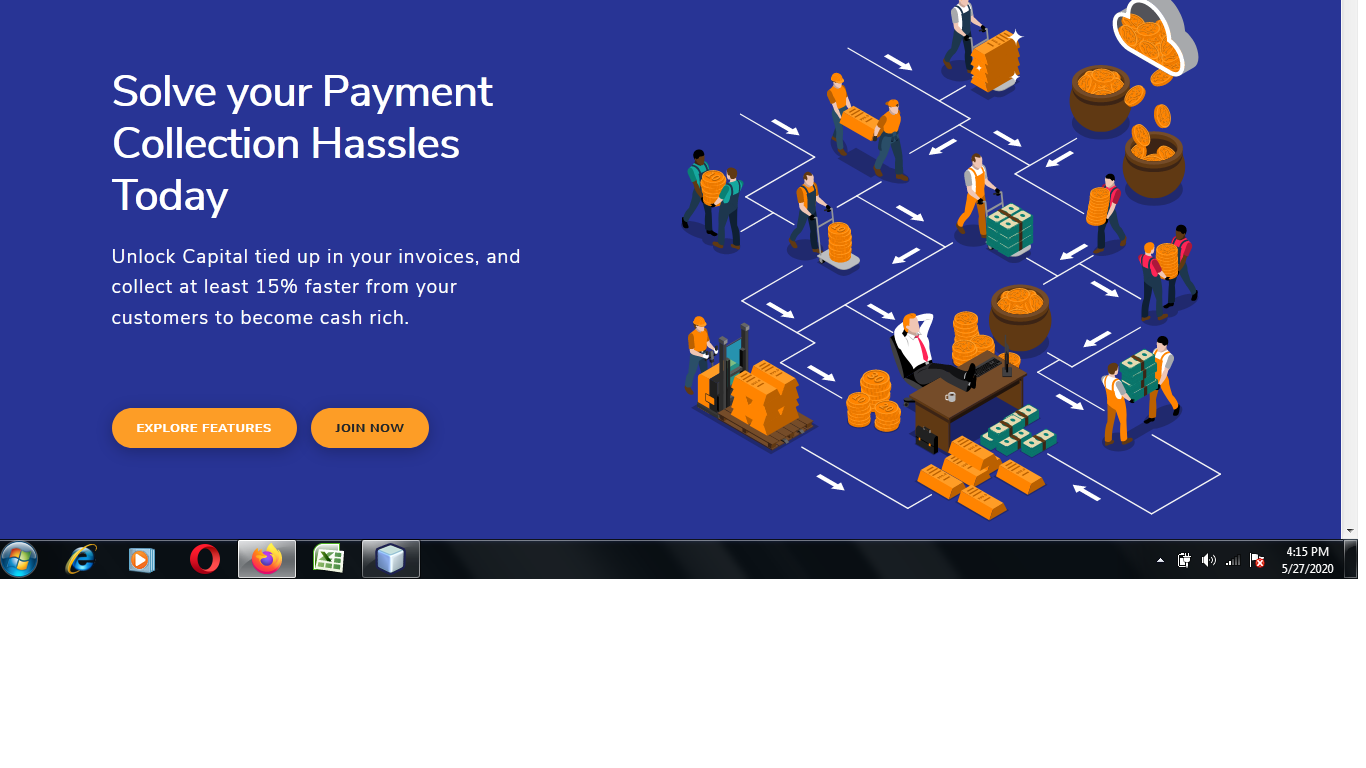 Solve your Payment
Collection Hassles
Today
Unlock Capital tied up in your invoices, and
collect at least 15% faster from your
customers to become cash rich.
EXPLORE FEATURES
JOIN NOW
4:15 PM
5/27/2020